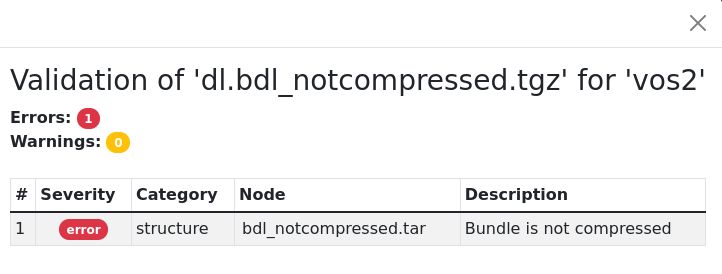 Validation of 'dl.bdl_notcompressed.tgz' for 'vos2'
Errors: 1
Warnings: 0
# Severity Category Node Description
1 error structure bdl_notcompressed.tar Bundle is not compressed